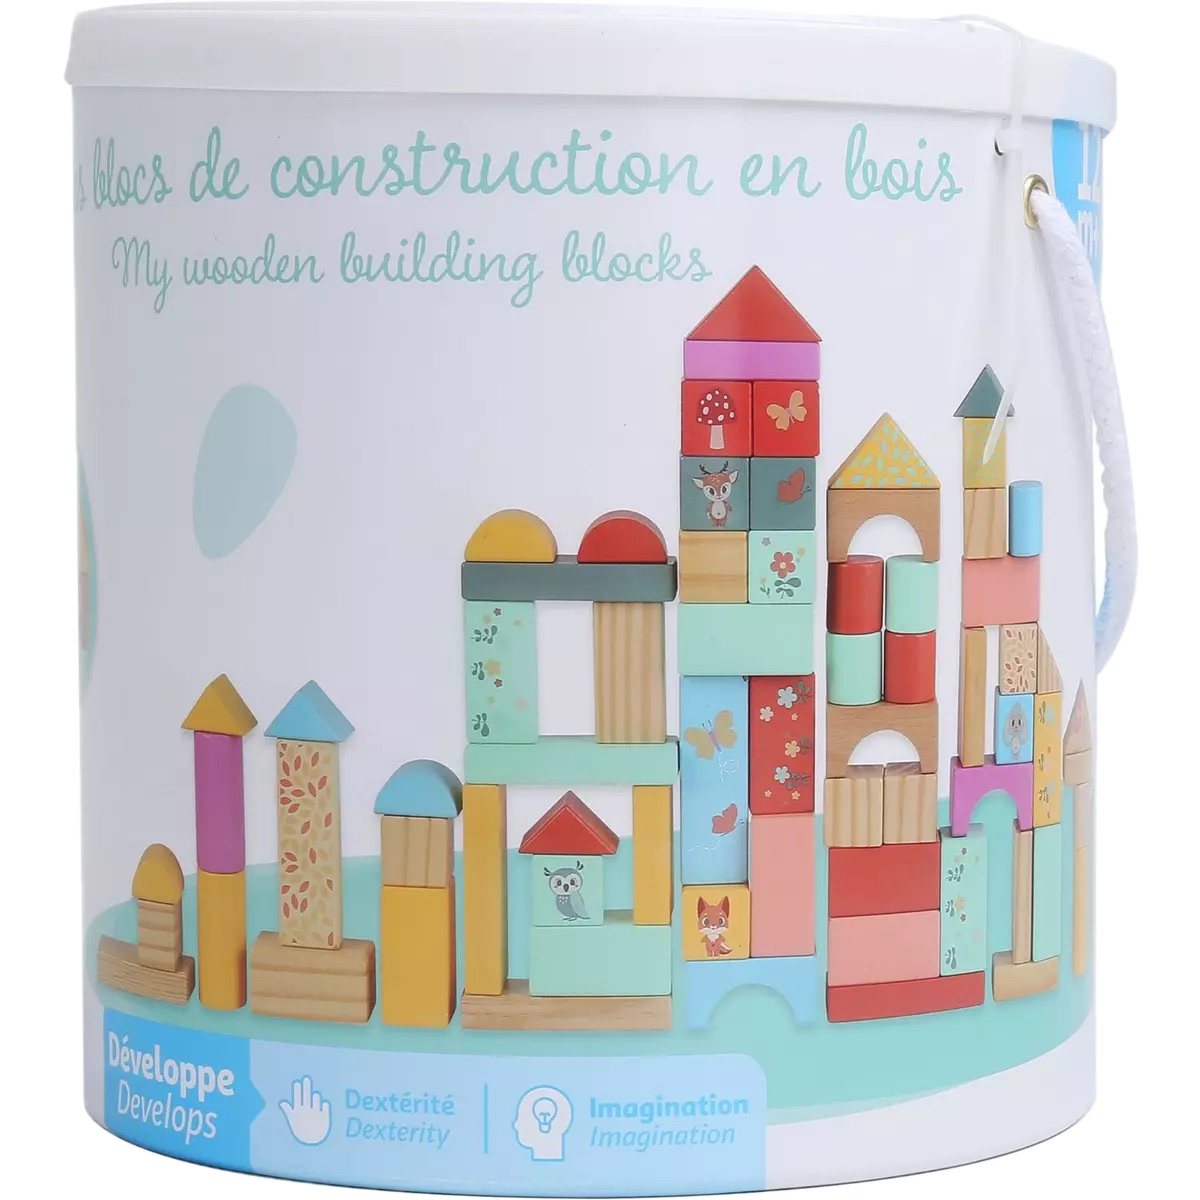 blocs de construction en bois
My wooden building blocks
Développe
Develops
Dextérité
Dexterity
Imagination
Imagination